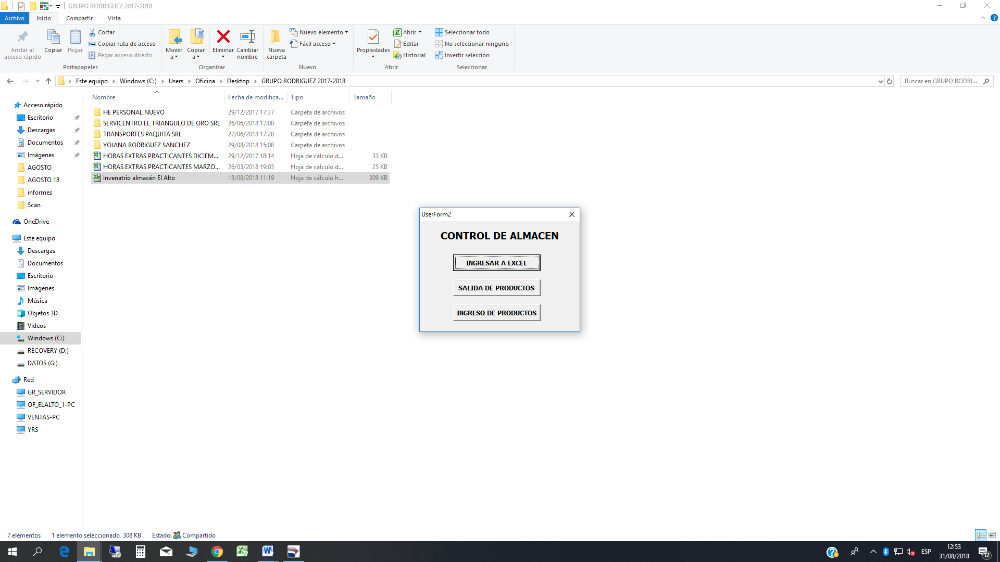 GRUPO RODRIGUEZ 2017-2018
Archivo Inicio Compartir Vista
Anclar al acceso rápido
Copiar
Pegar
Cortar
Copiar ruta de acceso
Pegar acceso directo
Portapapeles
Mover a
Copiar a
Eliminar
Cambiar nombre
Organizar
Nueva carpeta
Nuevo elemento
Fácil acceso
Nuevo
Propiedades
Abrir
Editar
Historial
Abrir
Seleccionar todo
No seleccionar ninguno
Invertir selección
Seleccionar
Este equipo > Windows (C:) > Users > Oficina > Desktop > GRUPO RODRIGUEZ 2017-2018
Buscar en GRUPO RODRI...
Acceso rápido
Escritorio
Descargas
Documentos
Imágenes
AGOSTO
AGOSTO 18
informes
Scan
OneDrive
Este equipo
Descargas
Documentos
Escritorio
Imágenes
Música
Objetos 3D
Videos
Windows (C:)
RECOVERY (D:)
DATOS (G:)
Red
GR_SERVIDOR
OF_ELALTO_1-PC
VENTAS-PC
YRS
Nombre Fecha de modifica... Tipo Tamaño
HE PERSONAL NUEVO 29/12/2017 17:37 Carpeta de archivos
SERVICENTRO EL TRIANGULO DE ORO SRL 26/06/2018 17:00 Carpeta de archivos
TRANSPORTES PAQUITA SRL 27/06/2018 17:28 Carpeta de archivos
YOJANA RODRIGUEZ SANCHEZ 29/08/2018 15:08 Carpeta de archivos
HORAS EXTRAS PRACTICANTES DICIEM... 29/12/2017 18:14 Hoja de cálculo d... 33 KB
HORAS EXTRAS PRACTICANTES MARZO... 26/03/2018 19:03 Hoja de cálculo d... 25 KB
Invenatrio almacén El Alto 18/08/2018 11:19 Hoja de cálculo h... 309 KB
UserForm2
CONTROL DE ALMACEN
INGRESAR A EXCEL
SALIDA DE PRODUCTOS
INGRESO DE PRODUCTOS
7 elementos 1 elemento seleccionado 308 KB Estado: Compartido
ESP
12:53
31/08/2018
12